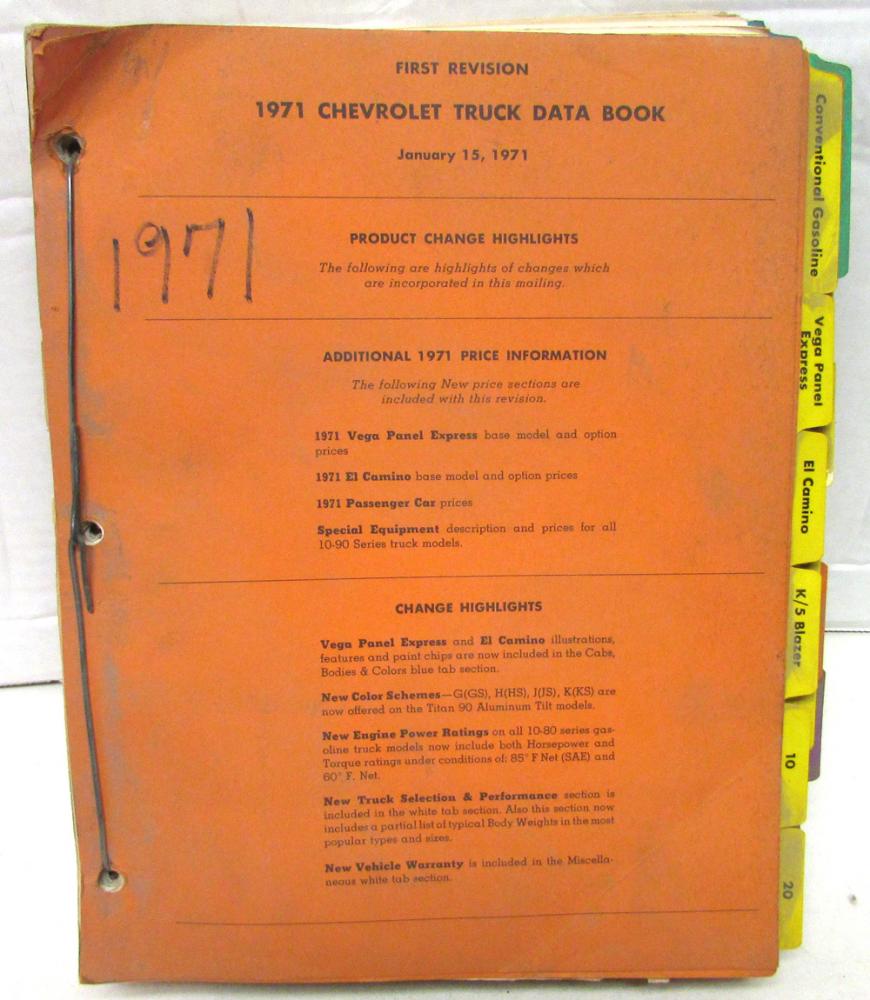 FIRST REVISION
1971 CHEVROLET TRUCK DATA BOOK
January 15, 1971
1971
PRODUCT CHANGE HIGHLIGHTS
The following are highlights of changes which
are incorporated in this mailing.
ADDITIONAL 1971 PRICE INFORMATION
The following New price sections are
included with this revision.
1971 Vega Panel Express base model and option
prices
1971 El Camino base model and option prices
1971 Passenger Car prices
Special Equipment description and prices for all
10-90 Series truck models.
CHANGE HIGHLIGHTS
Vega Panel Express and El Camino illustrations,
features and paint chips are now included in the Cabs,
Bodies & Colors blue tab section.
New Color Schemes—G(GS), H(HS), J(JS), K(KS) are
now offered on the Titan 90 Aluminum Tilt models.
New Engine Power Ratings on all 10-80 series gas-
oline truck models now include both Horsepower and
Torque ratings under conditions of: 85° F Net (SAE) and
60° F. Net.
New Truck Selection & Performance section is
included in the white tab section. Also this section now
includes a partial list of typical Body Weights in the most
popular types and sizes.
New Vehicle Warranty is included in the Miscella-
neous white tab section.
Conventional Gasoline
Vega Panel
Express
El Camino
K/5 Blazer
10
20